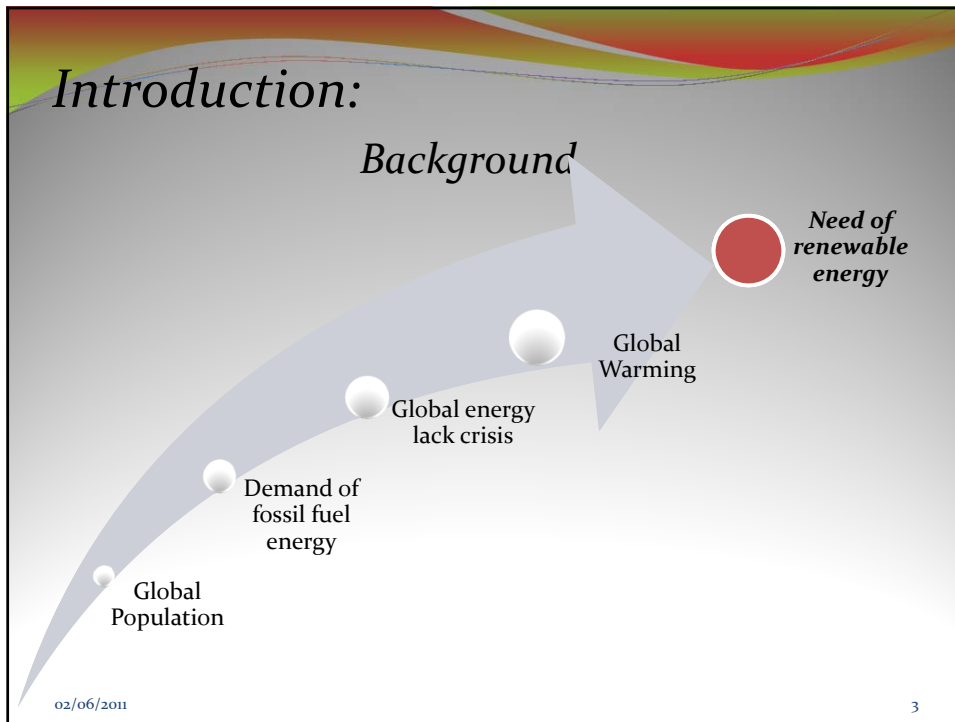 Introduction:
Background
Need of
renewable
energy
Global
Warming
Global energy
lack crisis
Demand of
fossil fuel
energy
Global
Population
02/06/2011
3